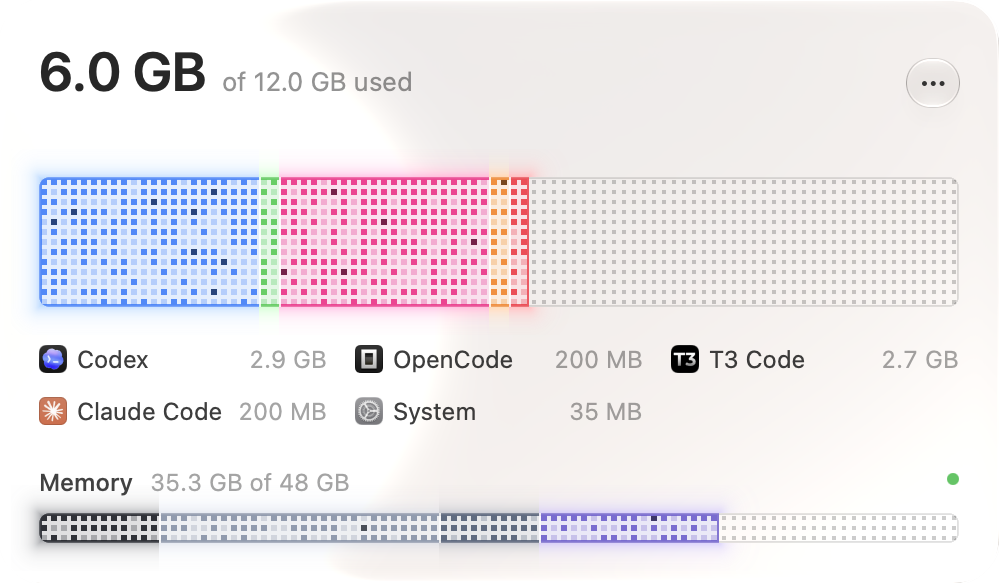 6.0 GB of 12.0 GB used
Codex 2.9 GB OpenCode 200 MB T3 T3 Code 2.7 GB
Claude Code 200 MB System 35 MB
Memory 35.3 GB of 48 GB